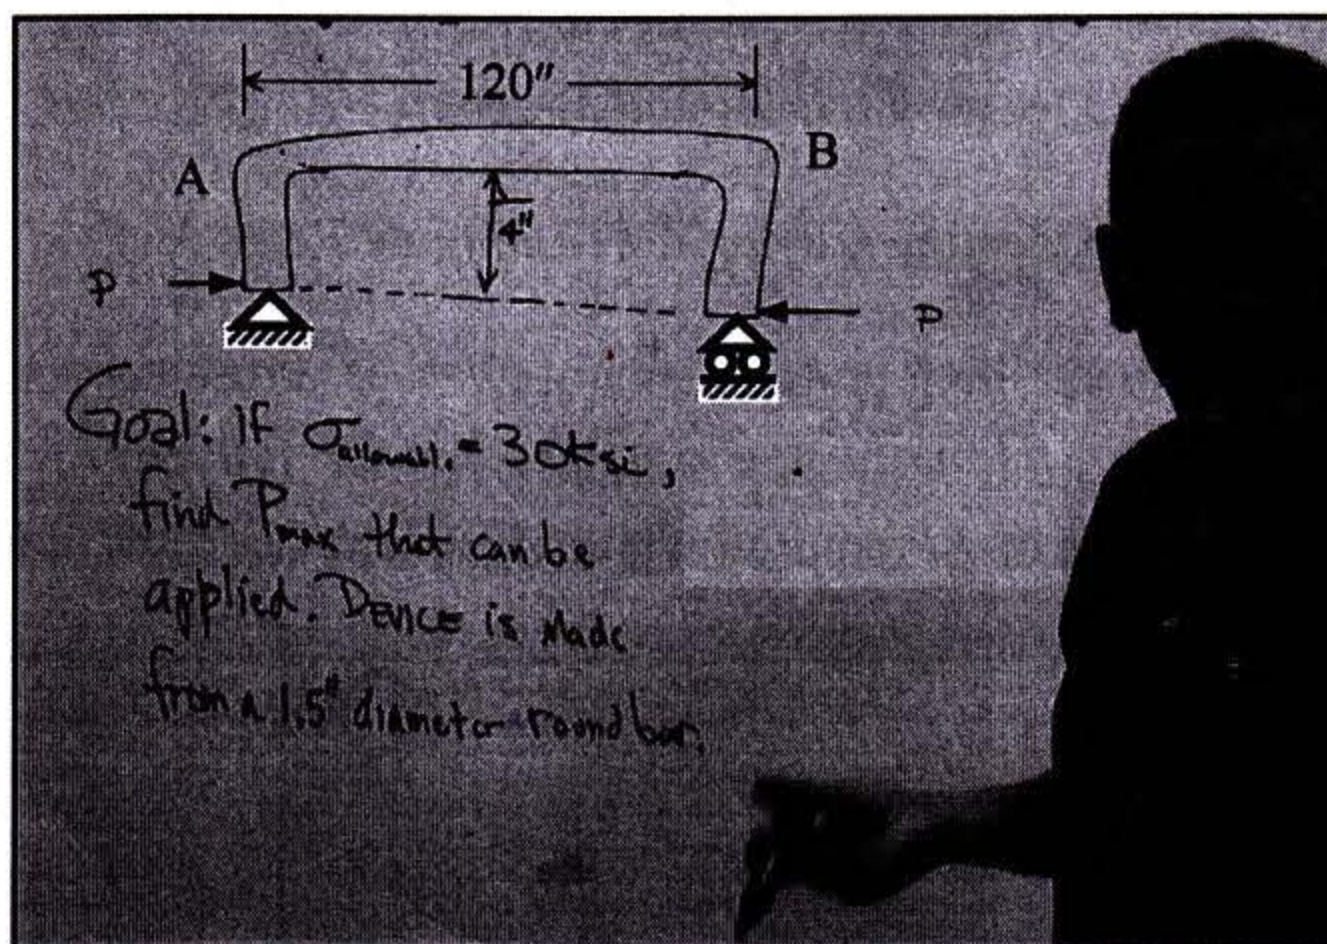 120"
A
B
4"
P
P
Goal: If σallowabl. = 30ksi,
find Pmax that can be
applied. DEVICE is Made
from a 1.5" diameter round bar.